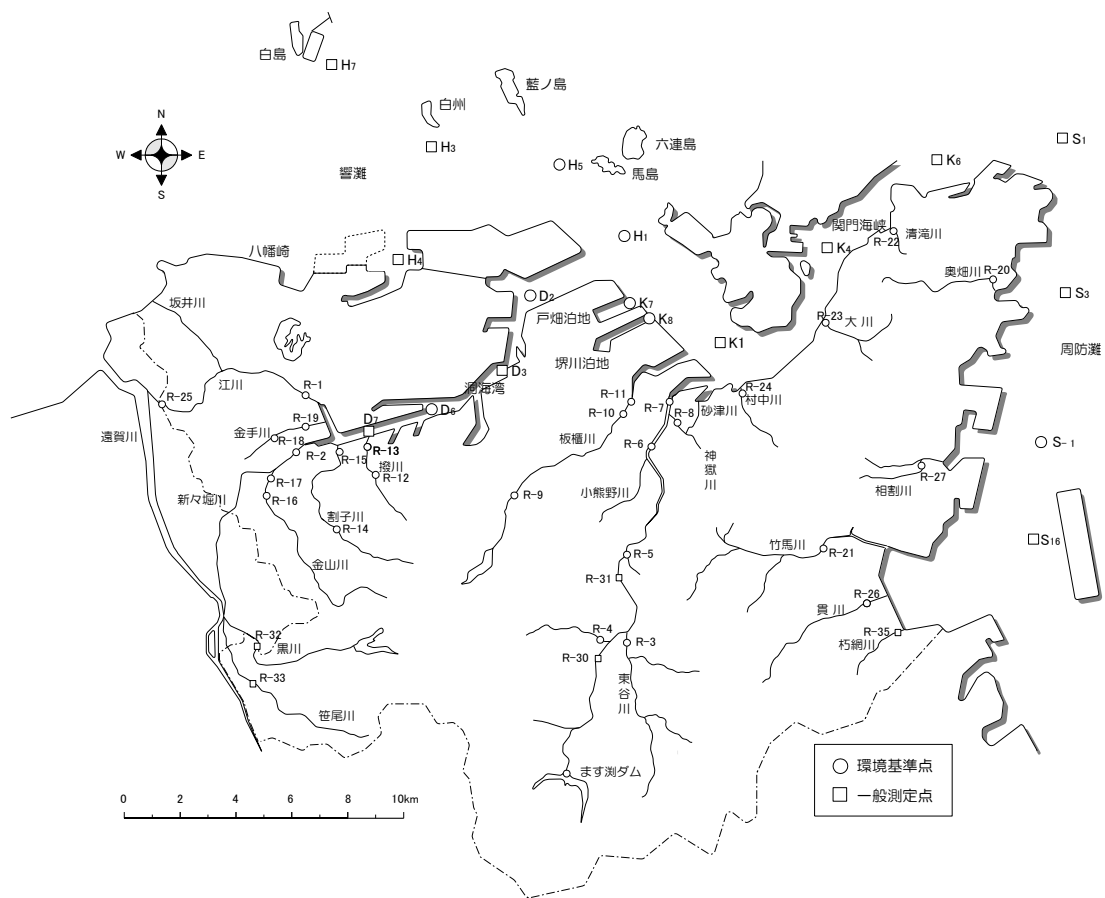 白島
H7
藍ノ島
白州
H3
六連島
H5
馬島
S1
K6
N
W
E
S
響灘
H1
関門海峡
K4
清滝川
R-22
八幡崎
H4
奥畑川
R-20
D2
K7
戸畑泊地
K8
S3
坂井川
R-23
大川
周防灘
K1
堺川泊地
D3
洞海湾
江川
R-1
R-25
R-11
R-7
R-24
村中川
R-10
D6
R-8
砂津川
遠賀川
R-19
金手川
R-18
D7
R-2
R-13
R-15
撥川
R-12
板櫃川
R-6
神嶽川
S-1
R-17
新々堀川
R-16
R-9
小熊野川
R-27
相割川
割子川
R-14
金山川
R-5
竹馬川
R-21
S16
R-31
R-26
貫川
R-4
R-3
R-35
朽網川
R-32
黒川
R-30
東谷川
R-33
笹尾川
ます渕ダム
環境基準点
一般測定点
0 2 4 6 8 10km